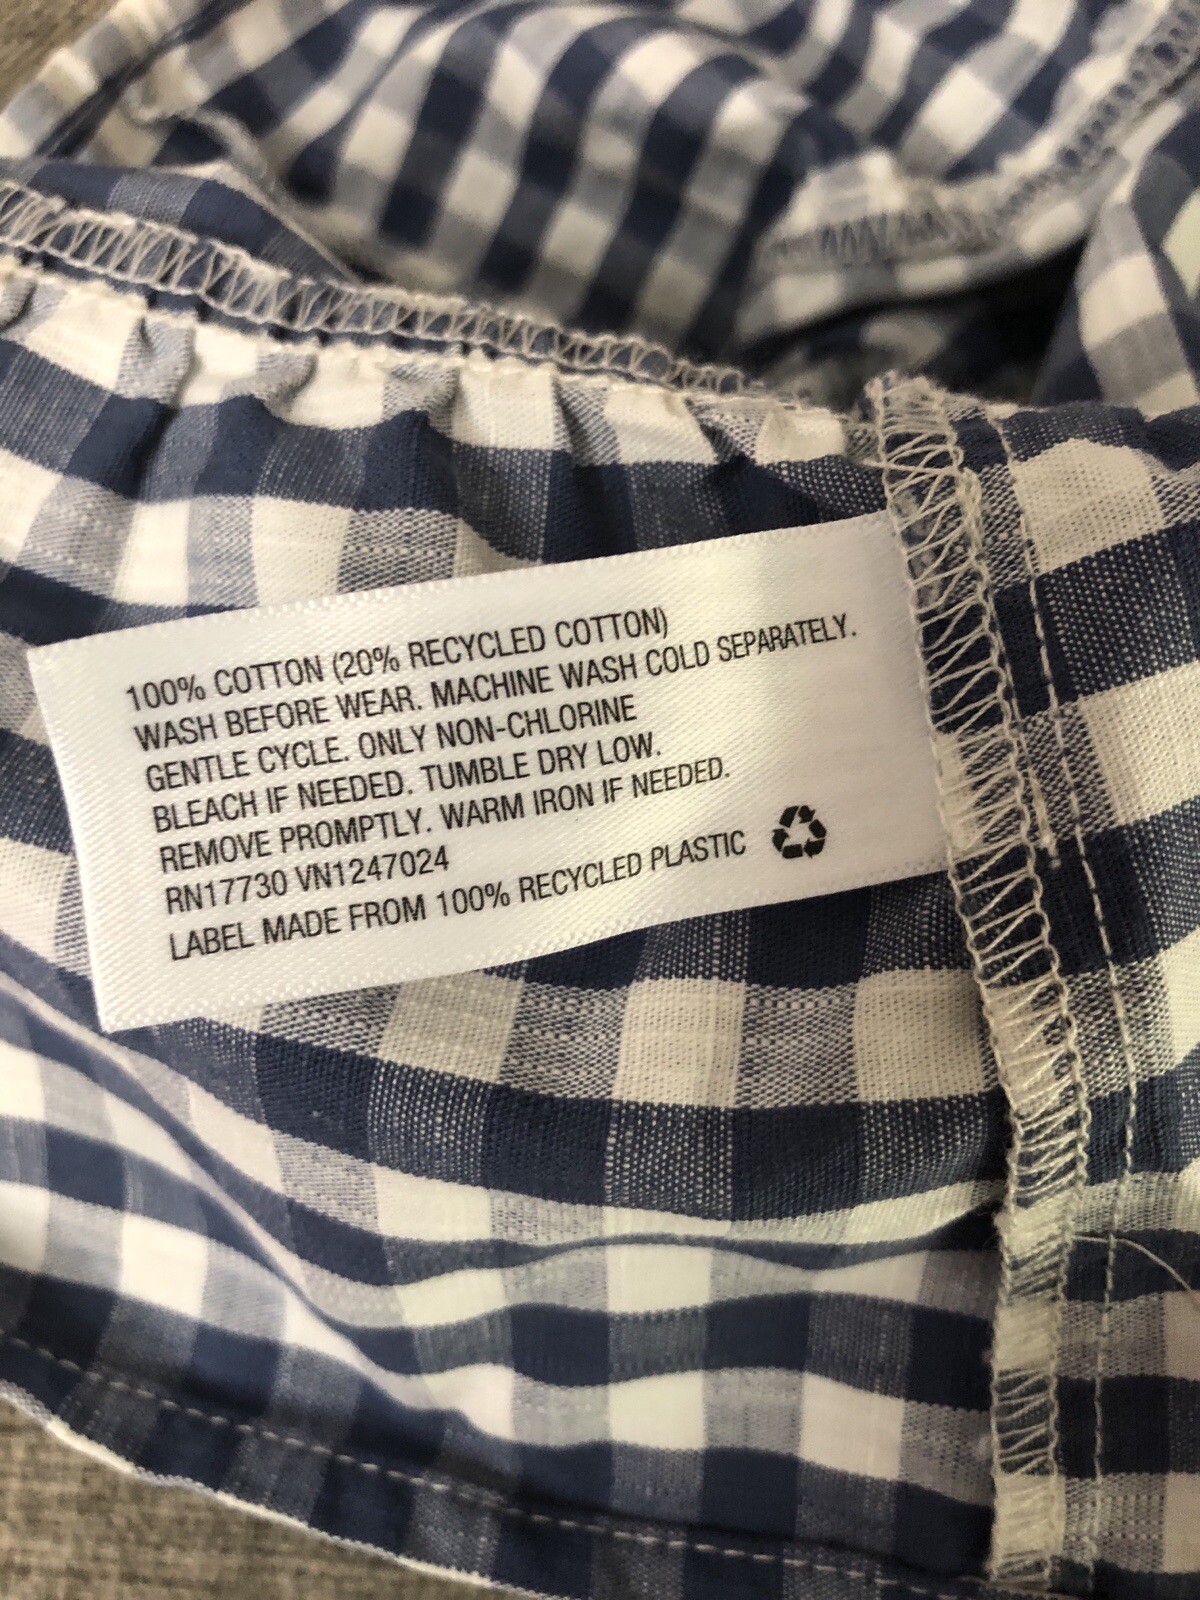 100% COTTON (20% RECYCLED COTTON)
WASH BEFORE WEAR. MACHINE WASH COLD SEPARATELY.
GENTLE CYCLE. ONLY NON-CHLORINE
BLEACH IF NEEDED. TUMBLE DRY LOW.
REMOVE PROMPTLY. WARM IRON IF NEEDED.
RN17730 VN1247024
LABEL MADE FROM 100% RECYCLED PLASTIC